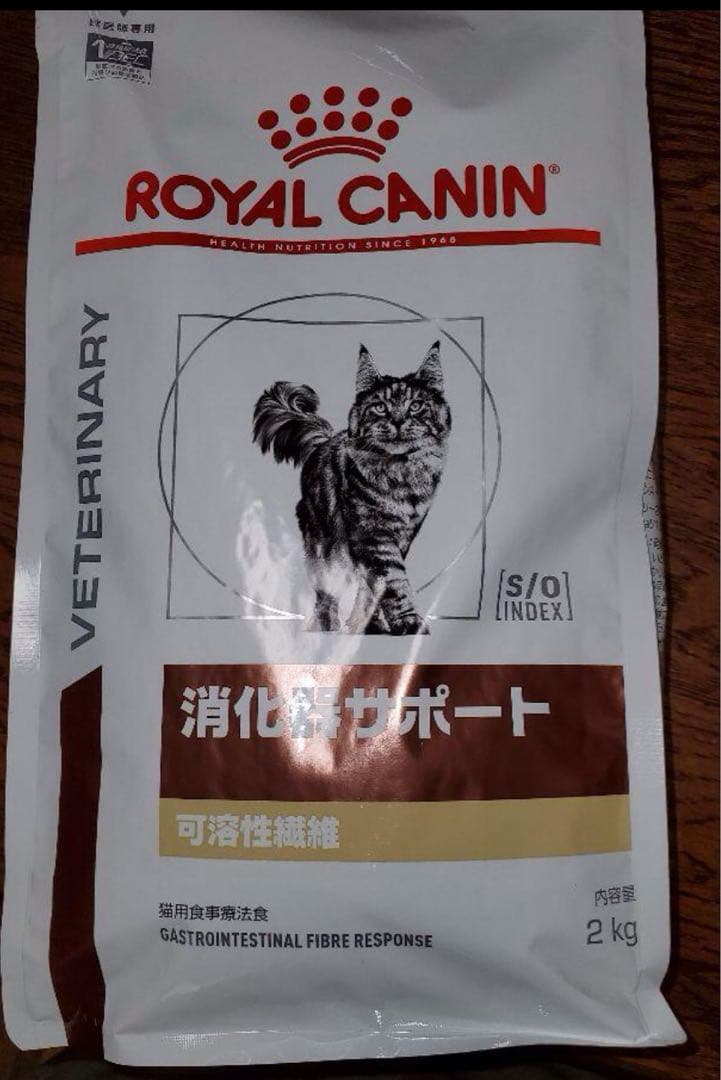 ROYAL CANIN®
HEALTH NUTRITION SINCE 1968
VETERINARY
S/O
INDEX
消化器サポート
可溶性繊維
猫用食事療法食
GASTROINTESTINAL FIBRE RESPONSE
内容量
2 kg